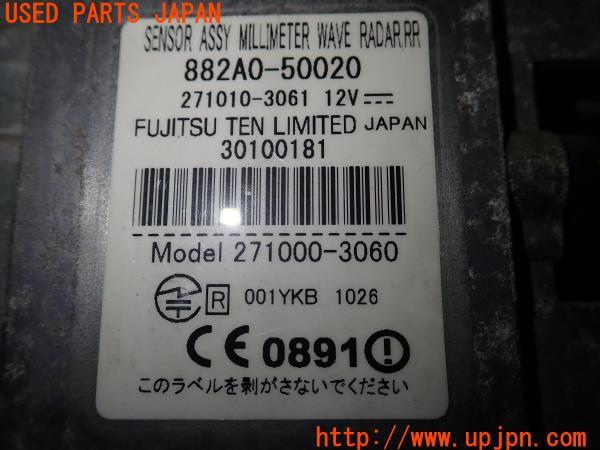 USED PARTS JAPAN
SENSOR ASSY MILLIMETER WAVE RADAR,RR
882A0-50020
271010-3061 12V
FUJITSU TEN LIMITED JAPAN
30100181
Model 271000-3060
R 001YKB 1026
CE 0891
このラベルを剥がさないでください
UPJ
http://www.upjpn.com